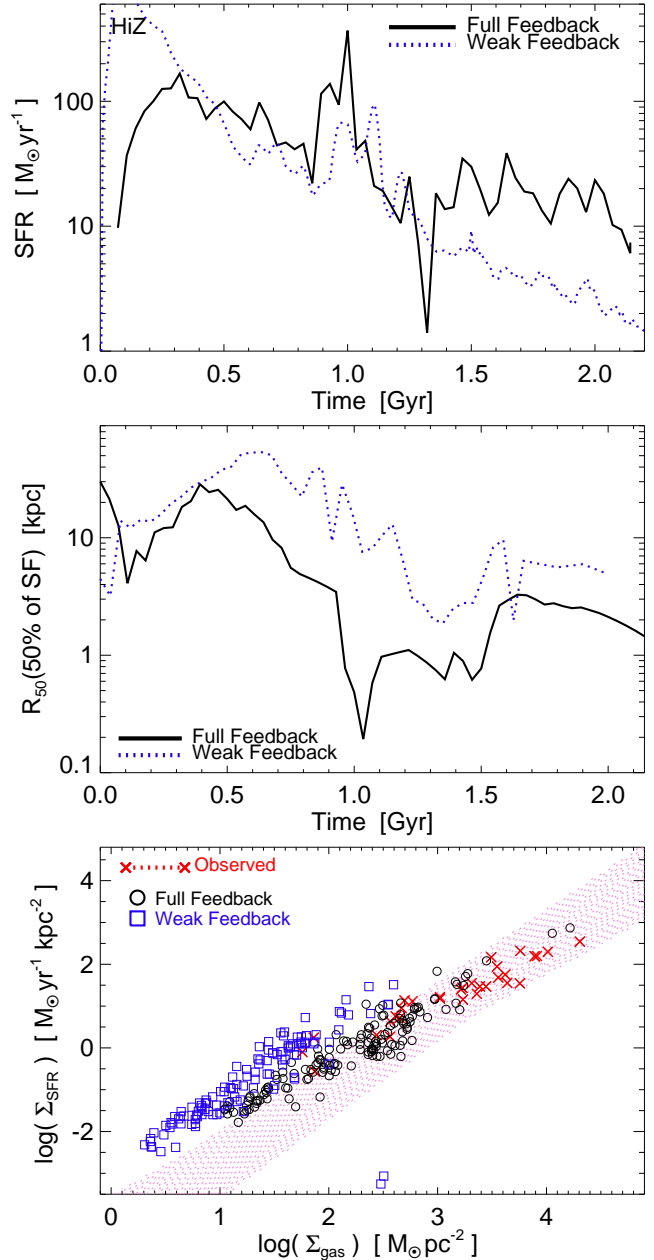 HiZ
Full Feedback
Weak Feedback
SFR [ M⊙ yr⁻¹ ]
100
10
1
0.0 0.5 1.0 1.5 2.0
Time [Gyr]
R₅₀(50% of SF) [kpc]
10
1
0.1
Full Feedback
Weak Feedback
0.0 0.5 1.0 1.5 2.0
Time [Gyr]
Observed
Full Feedback
Weak Feedback
log( Σ_SFR ) [ M⊙ yr⁻¹ kpc⁻² ]
4
2
0
-2
0 1 2 3 4
log( Σ_gas ) [ M⊙ pc⁻² ]